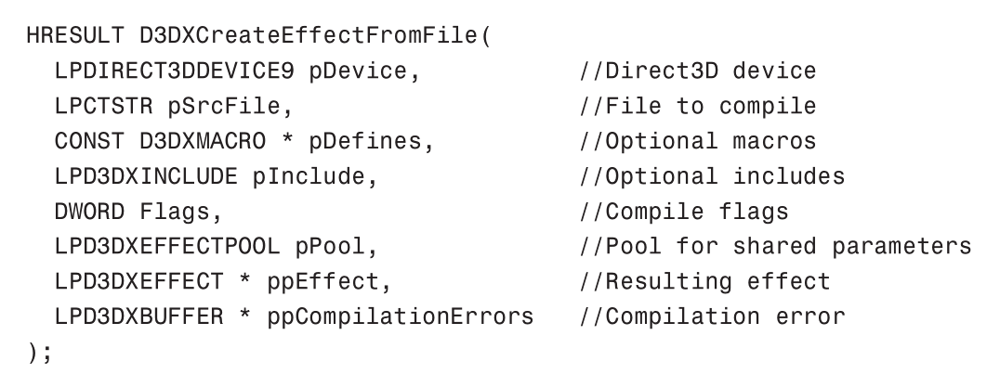 HRESULT D3DXCreateEffectFromFile(
  LPDIRECT3DDEVICE9 pDevice,           //Direct3D device
  LPCTSTR pSrcFile,                    //File to compile
  CONST D3DXMACRO * pDefines,          //Optional macros
  LPD3DXINCLUDE pInclude,              //Optional includes
  DWORD Flags,                         //Compile flags
  LPD3DXEFFECTPOOL pPool,              //Pool for shared parameters
  LPD3DXEFFECT * ppEffect,             //Resulting effect
  LPD3DXBUFFER * ppCompilationErrors   //Compilation error
);